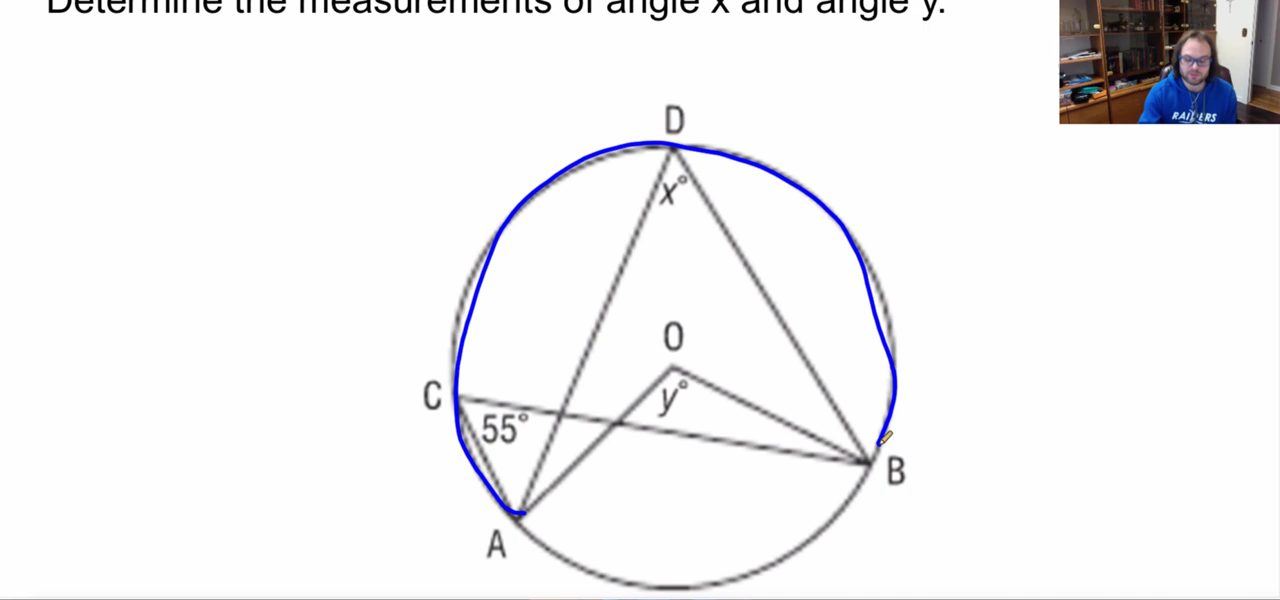 Determine the measurements of angle x and angle y.
RAIDERS
D
x°
O
y°
C
55°
B
A